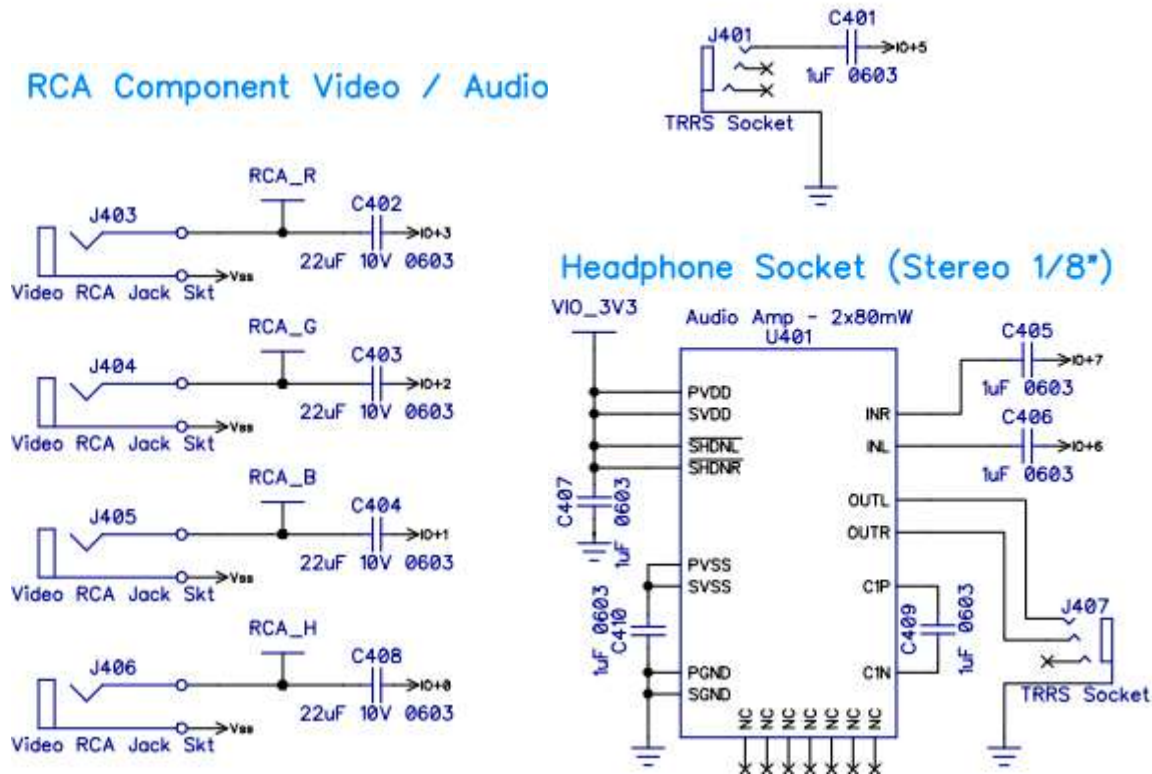 RCA Component Video / Audio
J401
C401
IO+5
1uF 0603
TRRS Socket
RCA_R
J403
C402
IO+3
22uF 10V 0603
Vss
Video RCA Jack Skt
RCA_G
J404
C403
IO+2
22uF 10V 0603
Vss
Video RCA Jack Skt
RCA_B
J405
C404
IO+1
22uF 10V 0603
Vss
Video RCA Jack Skt
RCA_H
J406
C408
IO+0
22uF 10V 0603
Vss
Video RCA Jack Skt
Headphone Socket (Stereo 1/8")
VIO_3V3
Audio Amp - 2x80mW
U401
PVDD
SVDD
SHDNL
SHDNR
PVSS
SVSS
PGND
SGND
INR
INL
OUTL
OUTR
C1P
C1N
NC NC NC NC NC NC NC
C405
IO+7
1uF 0603
C406
IO+6
1uF 0603
C407
1uF 0603
C410
1uF 0603
C409
1uF 0603
J407
TRRS Socket